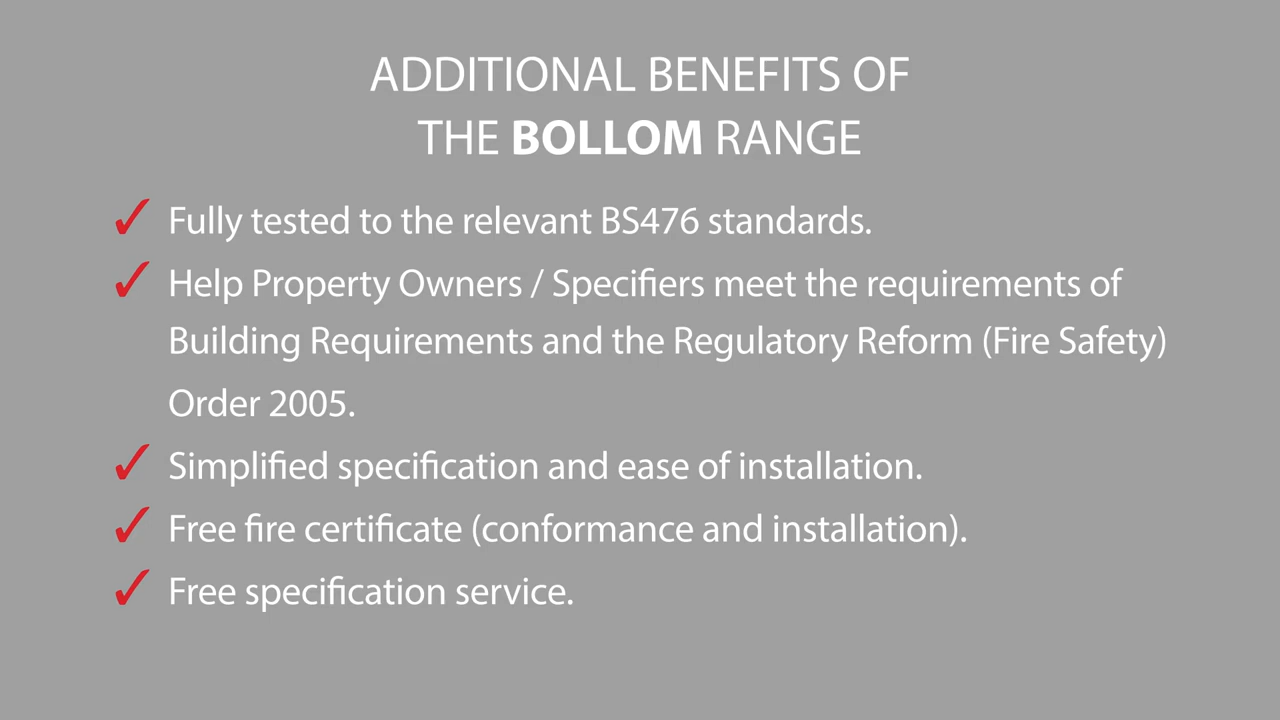 ADDITIONAL BENEFITS OF
THE BOLLOM RANGE
✓ Fully tested to the relevant BS476 standards.
✓ Help Property Owners / Specifiers meet the requirements of
Building Requirements and the Regulatory Reform (Fire Safety)
Order 2005.
✓ Simplified specification and ease of installation.
✓ Free fire certificate (conformance and installation).
✓ Free specification service.